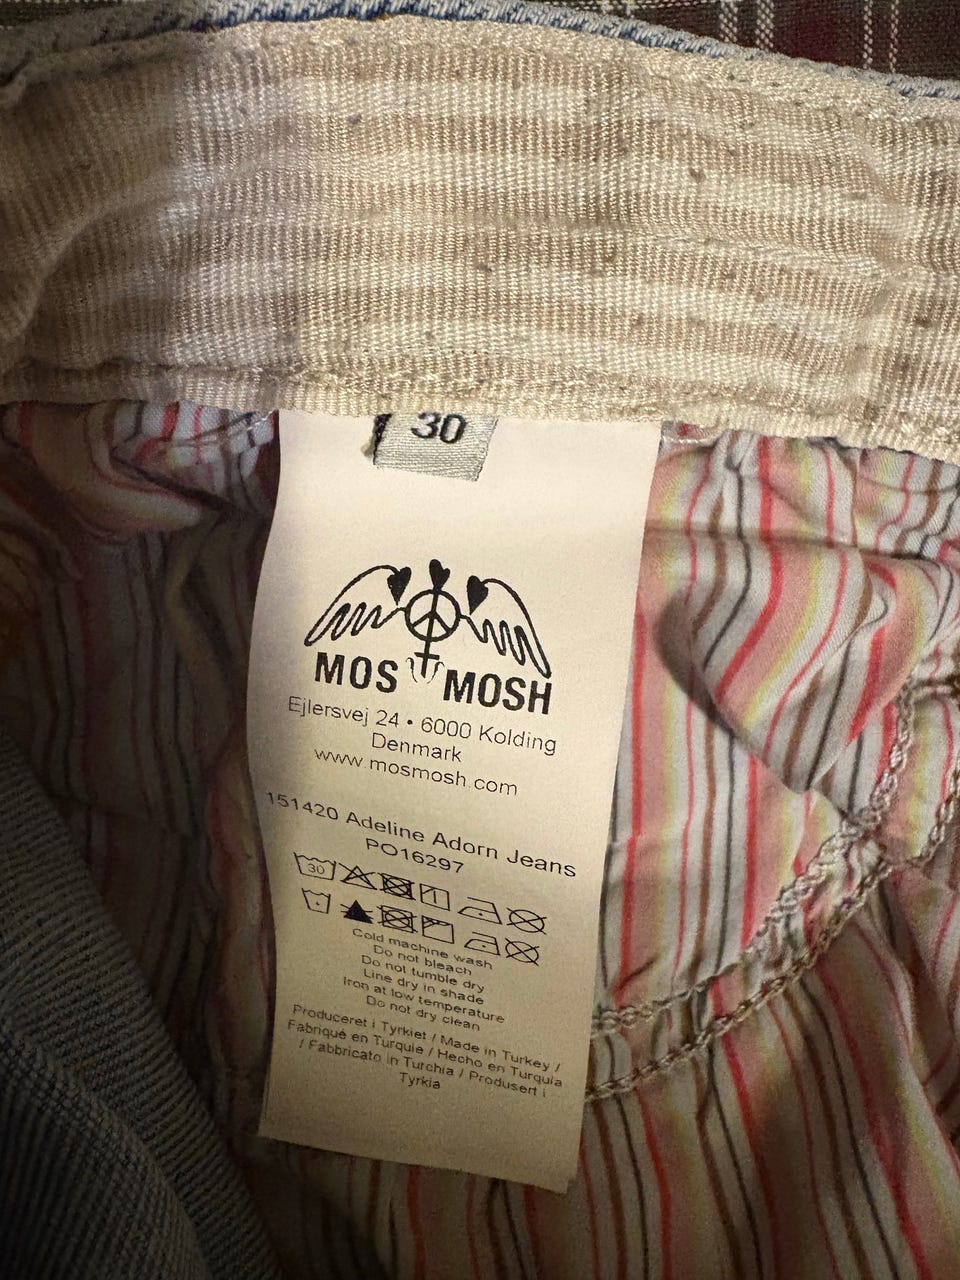 30
MOS MOSH
Ejlersvej 24 • 6000 Kolding
Denmark
www.mosmosh.com
151420 Adeline Adorn Jeans
PO16297
30
Cold machine wash
Do not bleach
Do not tumble dry
Line dry in shade
Iron at low temperature
Do not dry clean
Produceret i Tyrkiet / Made in Turkey /
Fabriqué en Turquie / Hecho en Turquia
/ Fabbricato in Turchia / Produsert i
Tyrkia